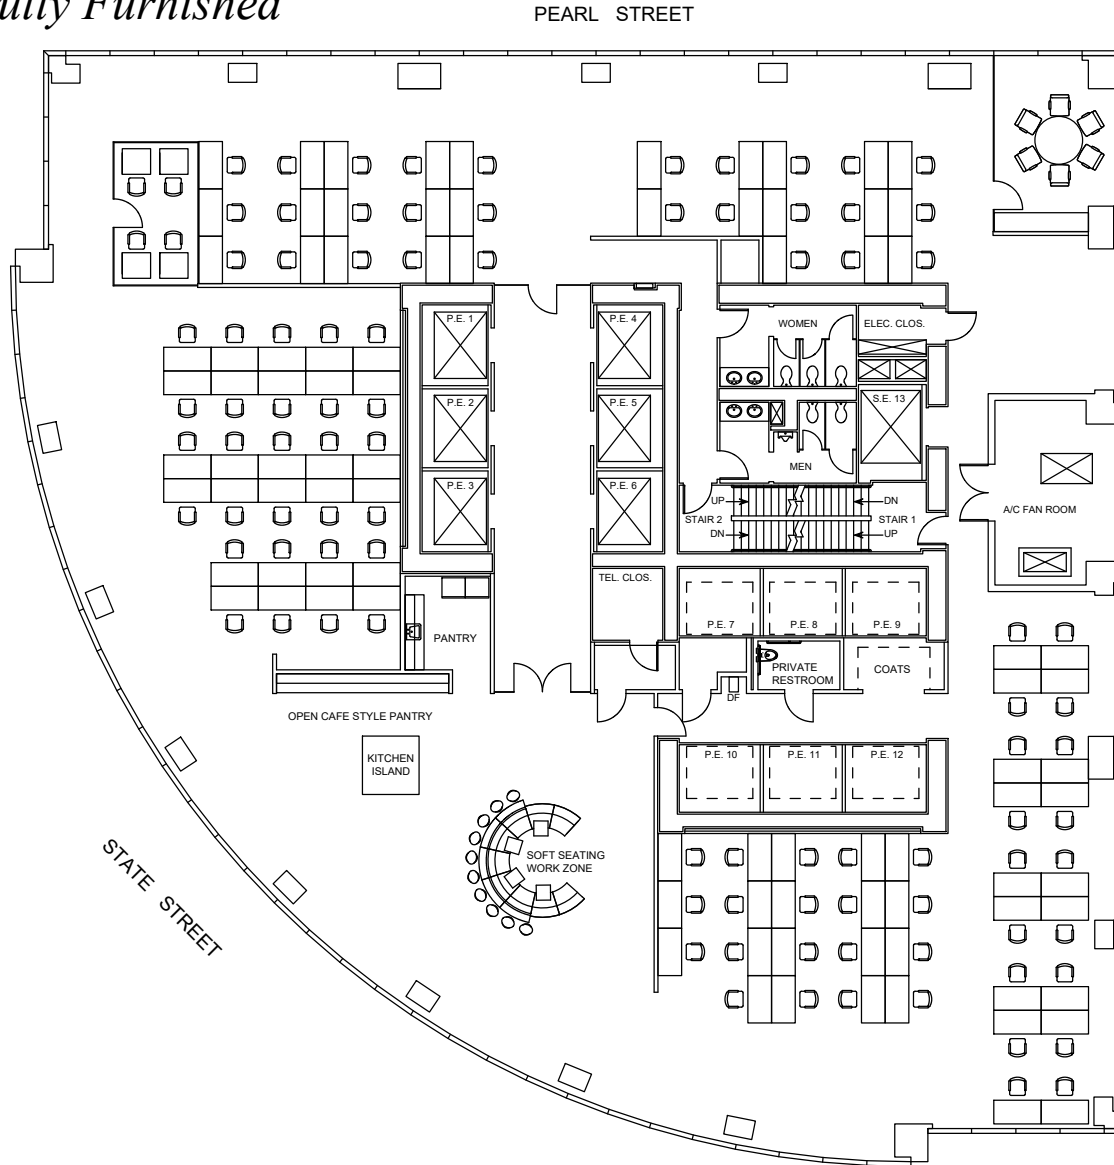 ully Furnished
PEARL STREET
P.E. 1
P.E. 4
WOMEN
ELEC. CLOS.
P.E. 2
P.E. 5
S.E. 13
MEN
P.E. 3
P.E. 6
UP
DN
STAIR 2
STAIR 1
DN
UP
A/C FAN ROOM
TEL. CLOS.
P.E. 7
P.E. 8
P.E. 9
PANTRY
PRIVATE
RESTROOM
COATS
DF
OPEN CAFE STYLE PANTRY
KITCHEN
ISLAND
P.E. 10
P.E. 11
P.E. 12
SOFT SEATING
WORK ZONE
STATE STREET